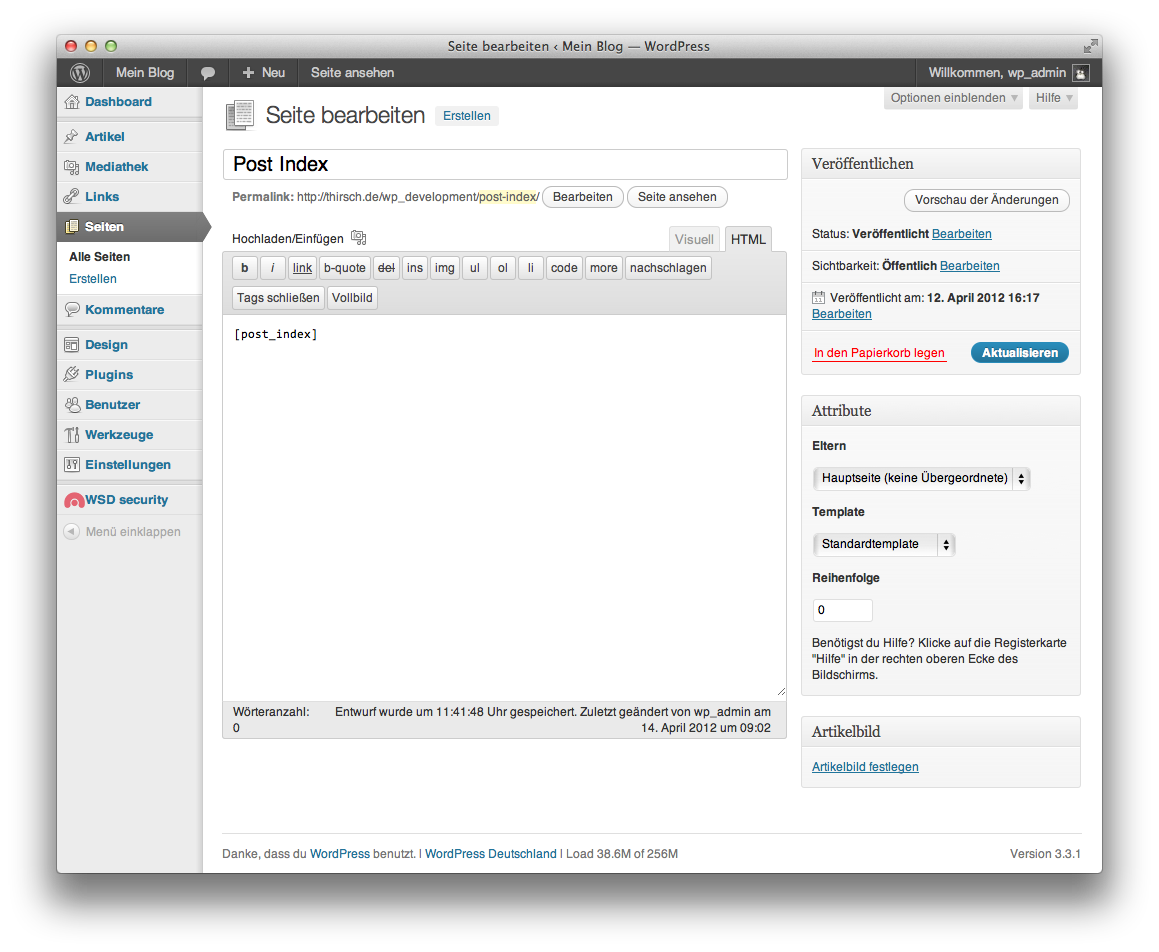 Seite bearbeiten ‹ Mein Blog — WordPress
Mein Blog
Neu
Seite ansehen
Willkommen, wp_admin
Dashboard
Artikel
Mediathek
Links
Seiten
Alle Seiten
Erstellen
Kommentare
Design
Plugins
Benutzer
Werkzeuge
Einstellungen
WSD security
Menü einklappen
Optionen einblenden
Hilfe
Seite bearbeiten
Erstellen
Post Index
Permalink: http://thirsch.de/wp_development/post-index/
Bearbeiten
Seite ansehen
Hochladen/Einfügen
Visuell
HTML
b
i
link
b-quote
del
ins
img
ul
ol
li
code
more
nachschlagen
Tags schließen
Vollbild
[post_index]
Wörteranzahl:
0
Entwurf wurde um 11:41:48 Uhr gespeichert. Zuletzt geändert von wp_admin am
14. April 2012 um 09:02
Veröffentlichen
Vorschau der Änderungen
Status: Veröffentlicht Bearbeiten
Sichtbarkeit: Öffentlich Bearbeiten
Veröffentlicht am: 12. April 2012 16:17
Bearbeiten
In den Papierkorb legen
Aktualisieren
Attribute
Eltern
Hauptseite (keine Übergeordnete)
Template
Standardtemplate
Reihenfolge
0
Benötigst du Hilfe? Klicke auf die Registerkarte
"Hilfe" in der rechten oberen Ecke des
Bildschirms.
Artikelbild
Artikelbild festlegen
Danke, dass du WordPress benutzt. | WordPress Deutschland | Load 38.6M of 256M
Version 3.3.1